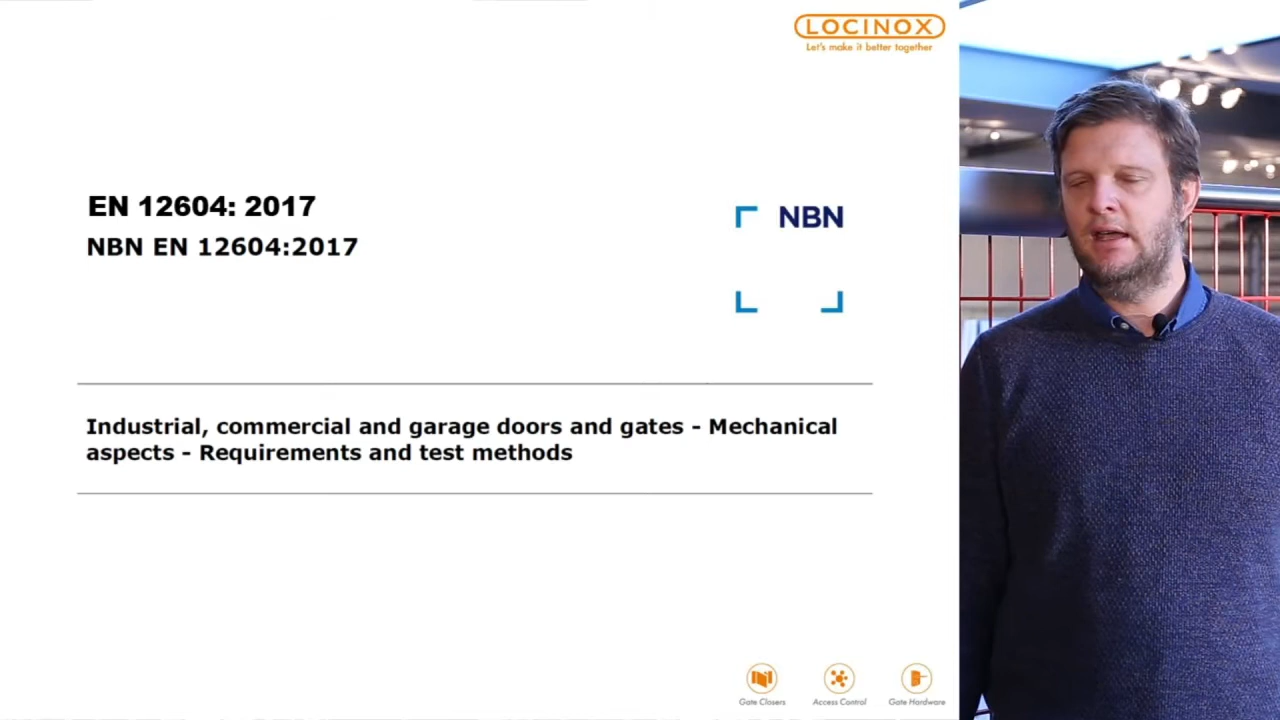 LOCINOX
Let's make it better together
EN 12604: 2017
NBN EN 12604:2017
NBN
Industrial, commercial and garage doors and gates - Mechanical
aspects - Requirements and test methods
Gate Closers
Access Control
Gate Hardware